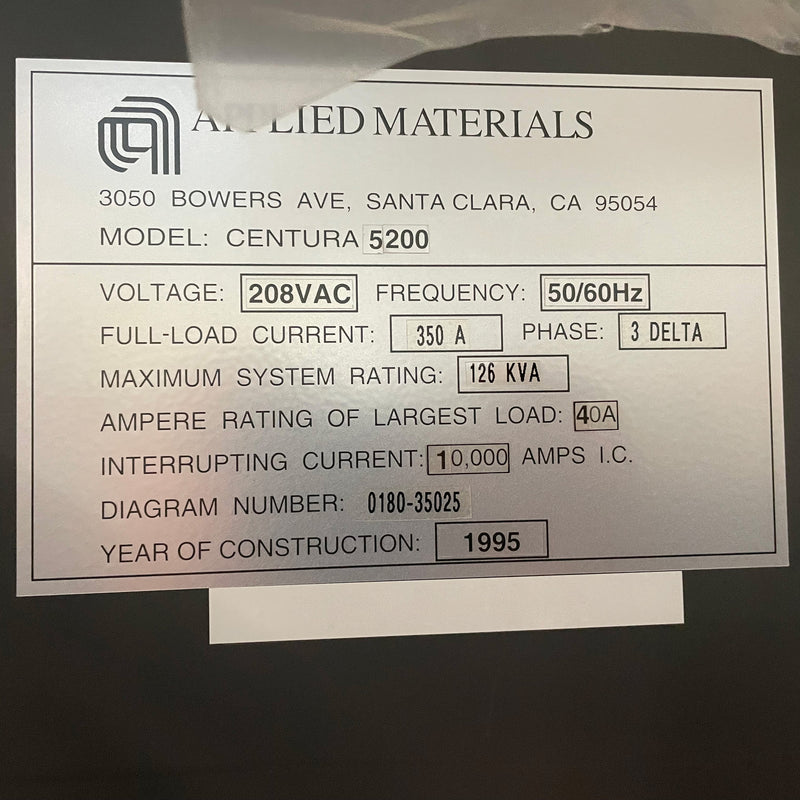 APPLIED MATERIALS
3050 BOWERS AVE, SANTA CLARA, CA 95054
MODEL: CENTURA 5200
VOLTAGE: 208VAC FREQUENCY: 50/60Hz
FULL-LOAD CURRENT: 350 A PHASE: 3 DELTA
MAXIMUM SYSTEM RATING: 126 KVA
AMPERE RATING OF LARGEST LOAD: 40A
INTERRUPTING CURRENT: 10,000 AMPS I.C.
DIAGRAM NUMBER: 0180-35025
YEAR OF CONSTRUCTION: 1995